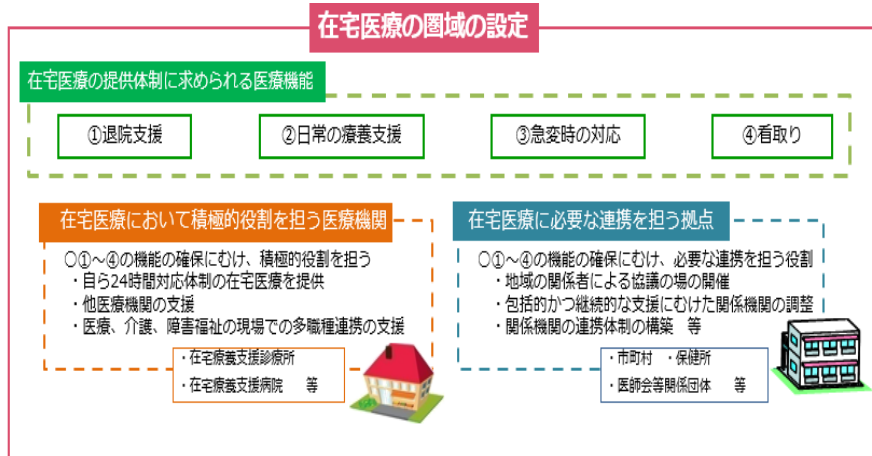 在宅医療の圏域の設定
在宅医療の提供体制に求められる医療機能
①退院支援
②日常の療養支援
③急変時の対応
④看取り
在宅医療において積極的役割を担う医療機関
○①～④の機能の確保にむけ、積極的役割を担う
・自ら24時間対応体制の在宅医療を提供
・他医療機関の支援
・医療、介護、障害福祉の現場での多職種連携の支援
・在宅療養支援診療所
・在宅療養支援病院　等
在宅医療に必要な連携を担う拠点
○①～④の機能の確保にむけ、必要な連携を担う役割
・地域の関係者による協議の場の開催
・包括的かつ継続的な支援にむけた関係機関の調整
・関係機関の連携体制の構築　等
・市町村　・保健所
・医師会等関係団体　等